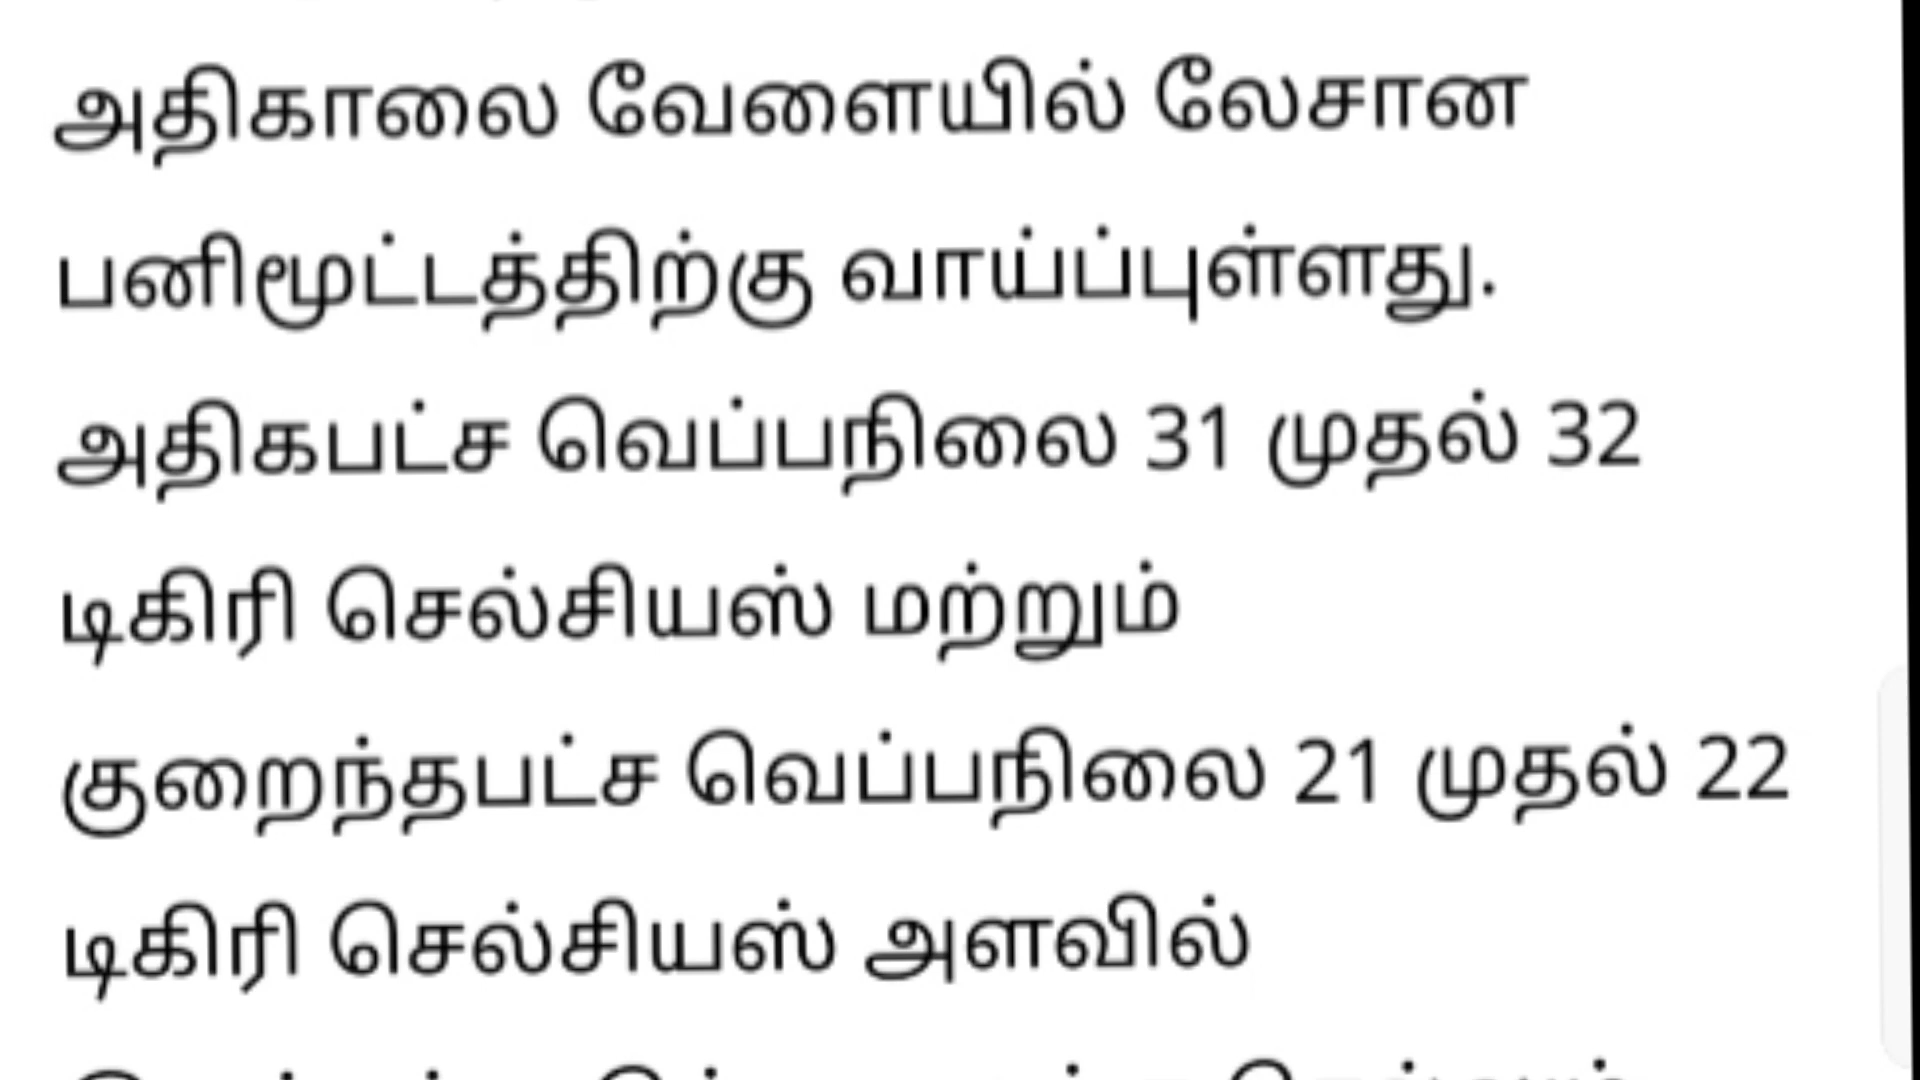 அதிகாலை வேளையில் லேசான
பனிமூட்டத்திற்கு வாய்ப்புள்ளது.
அதிகபட்ச வெப்பநிலை 31 முதல் 32
டிகிரி செல்சியஸ் மற்றும்
குறைந்தபட்ச வெப்பநிலை 21 முதல் 22
டிகிரி செல்சியஸ் அளவில்